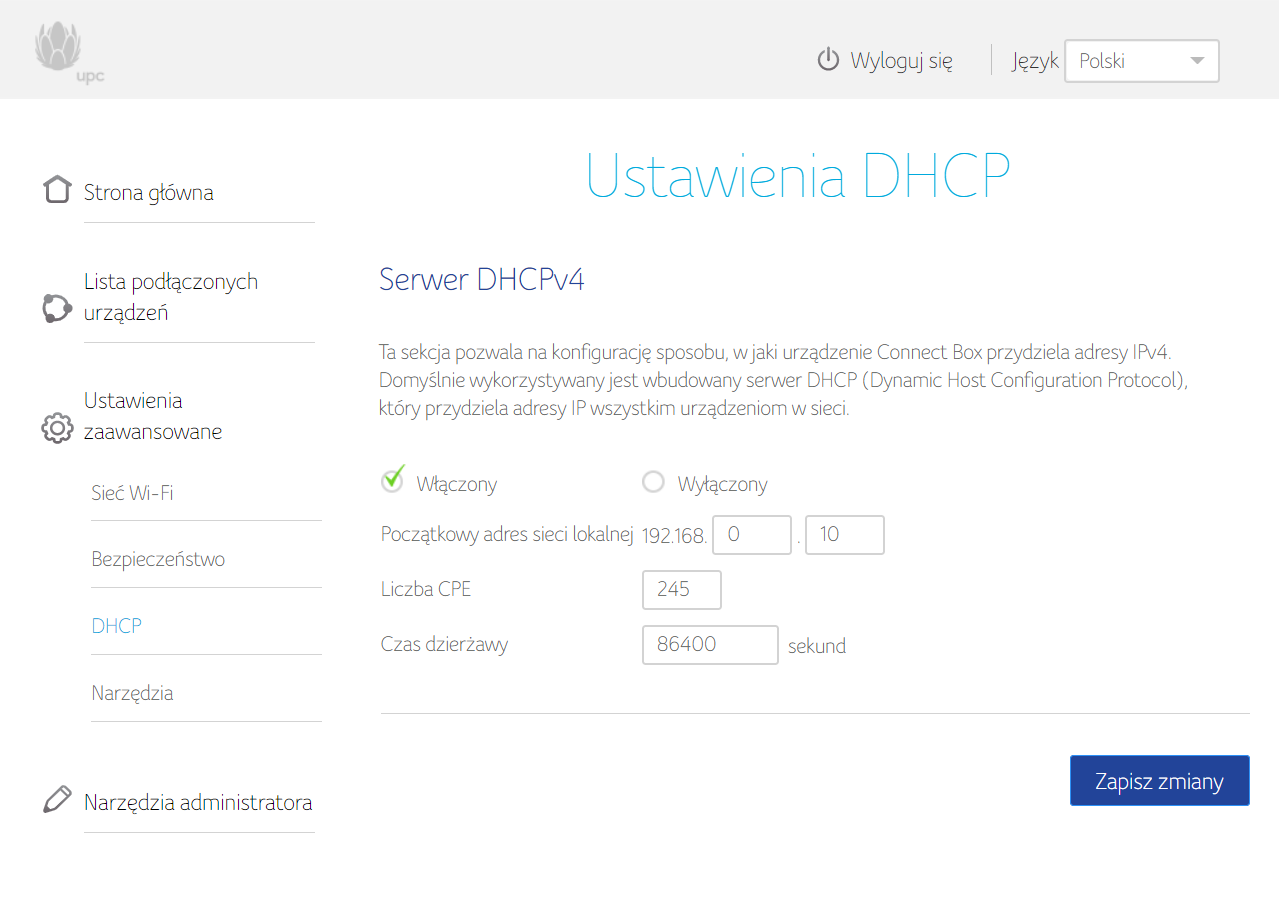 upc
Wyloguj się
Język
Polski
Strona główna
Lista podłączonych
urządzeń
Ustawienia
zaawansowane
Sieć Wi-Fi
Bezpieczeństwo
DHCP
Narzędzia
Narzędzia administratora
Ustawienia DHCP
Serwer DHCPv4
Ta sekcja pozwala na konfigurację sposobu, w jaki urządzenie Connect Box przydziela adresy IPv4.
Domyślnie wykorzystywany jest wbudowany serwer DHCP (Dynamic Host Configuration Protocol),
który przydziela adresy IP wszystkim urządzeniom w sieci.
Włączony Wyłączony
Początkowy adres sieci lokalnej 192.168. 0 . 10
Liczba CPE 245
Czas dzierżawy 86400 sekund
Zapisz zmiany